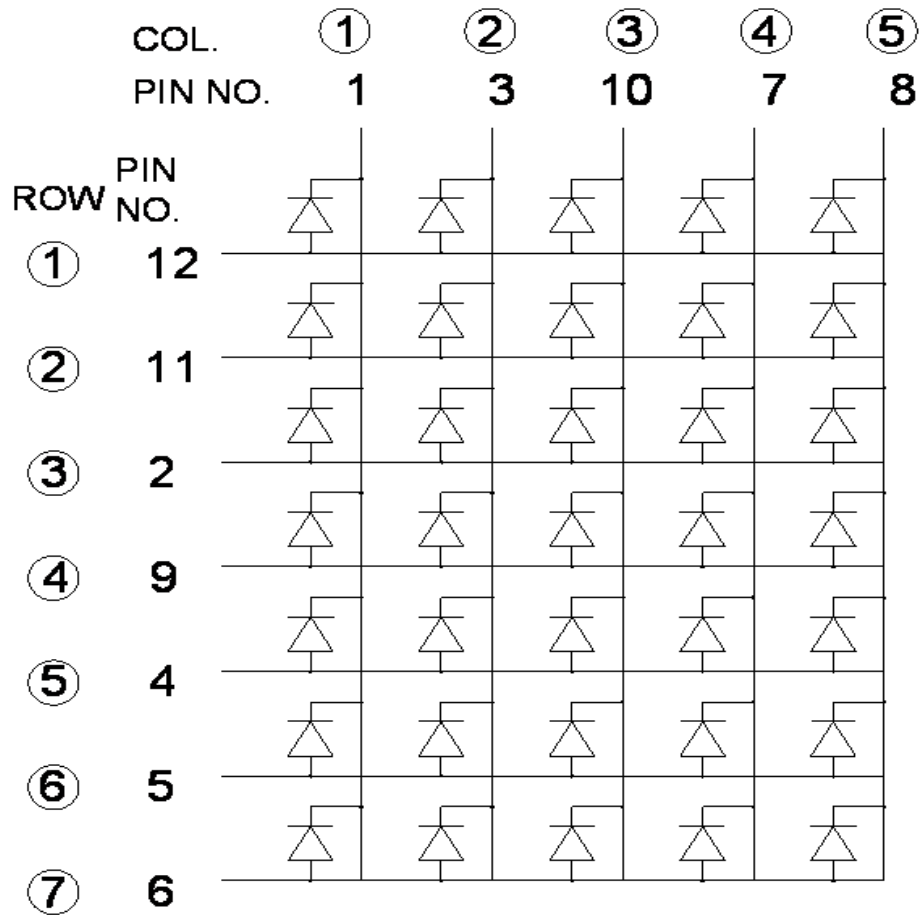 COL. ① ② ③ ④ ⑤
PIN NO. 1 3 10 7 8
ROW PIN NO.
① 12
② 11
③ 2
④ 9
⑤ 4
⑥ 5
⑦ 6